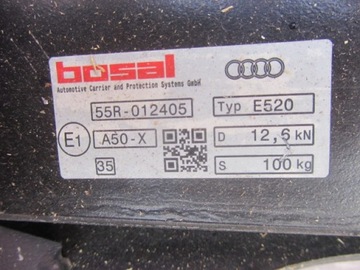 bosal
Automotive Carrier and Protection Systems GmbH
55R-012405 Typ E520
E1 A50-X D 12,6 kN
35 S 100 kg